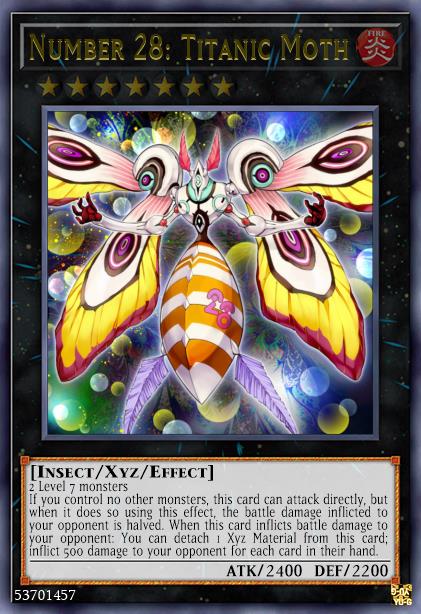 Number 28: Titanic Moth
FIRE
炎
28
[Insect/Xyz/Effect]
2 Level 7 monsters
If you control no other monsters, this card can attack directly, but
when it does so using this effect, the battle damage inflicted to
your opponent is halved. When this card inflicts battle damage to
your opponent: You can detach 1 Xyz Material from this card;
inflict 500 damage to your opponent for each card in their hand.
ATK/2400 DEF/2200
53701457